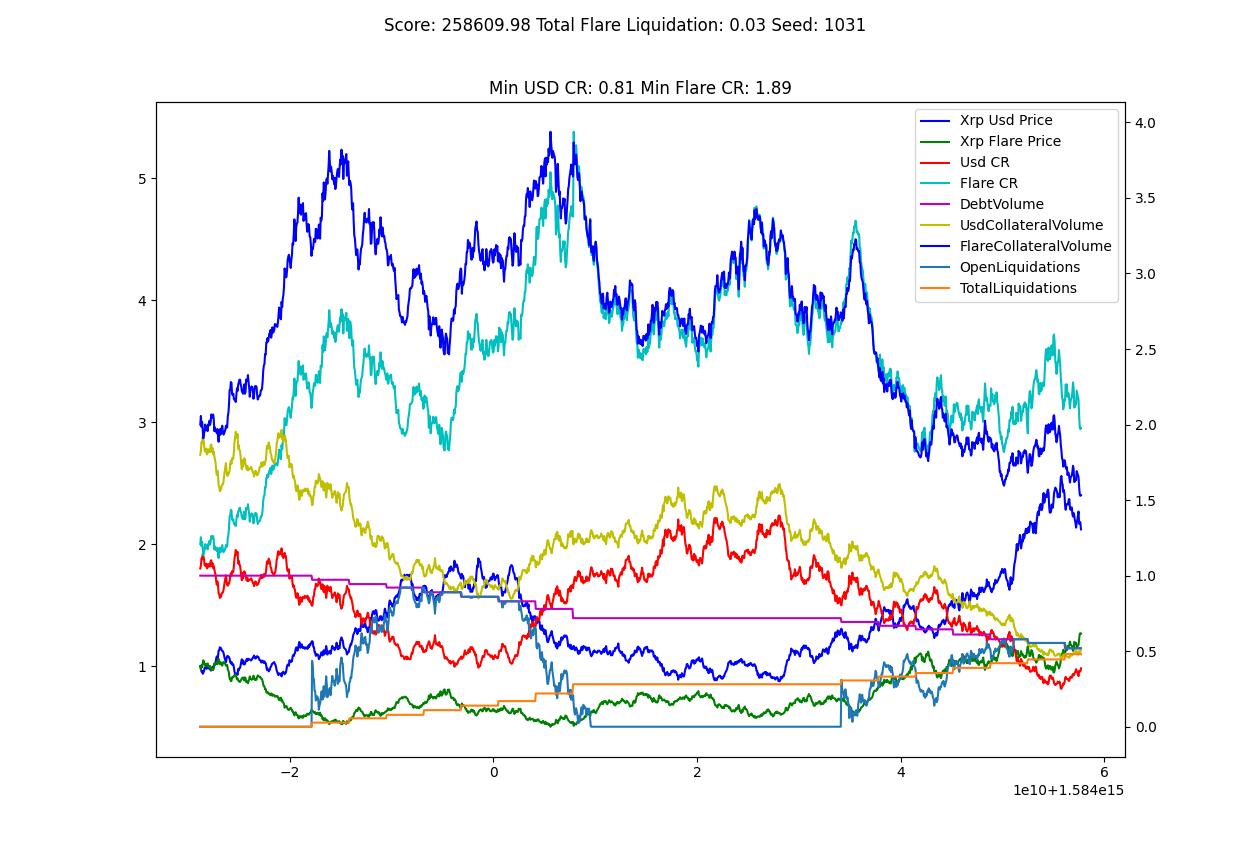 Score: 258609.98 Total Flare Liquidation: 0.03 Seed: 1031
Min USD CR: 0.81 Min Flare CR: 1.89
Xrp Usd Price
Xrp Flare Price
Usd CR
Flare CR
DebtVolume
UsdCollateralVolume
FlareCollateralVolume
OpenLiquidations
TotalLiquidations
5
4
3
2
1
4.0
3.5
3.0
2.5
2.0
1.5
1.0
0.5
0.0
−2 0 2 4 6
1e10+1.584e15